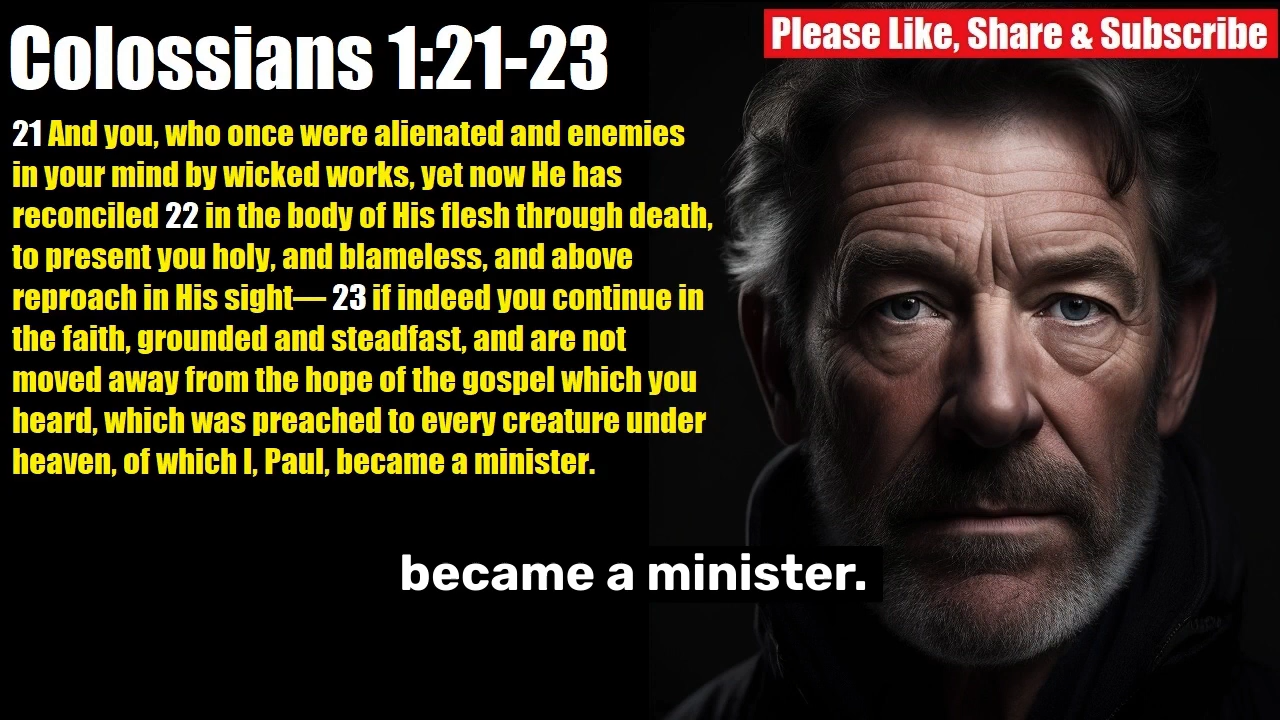 Colossians 1:21-23
Please Like, Share & Subscribe
21 And you, who once were alienated and enemies
in your mind by wicked works, yet now He has
reconciled 22 in the body of His flesh through death,
to present you holy, and blameless, and above
reproach in His sight— 23 if indeed you continue in
the faith, grounded and steadfast, and are not
moved away from the hope of the gospel which you
heard, which was preached to every creature under
heaven, of which I, Paul, became a minister.
became a minister.